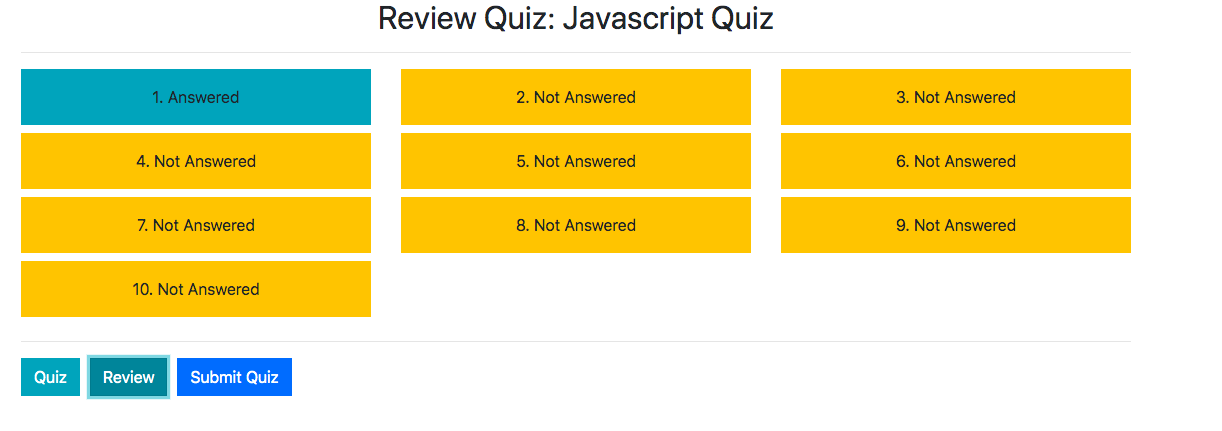 Review Quiz: Javascript Quiz
1. Answered
2. Not Answered
3. Not Answered
4. Not Answered
5. Not Answered
6. Not Answered
7. Not Answered
8. Not Answered
9. Not Answered
10. Not Answered
Quiz
Review
Submit Quiz